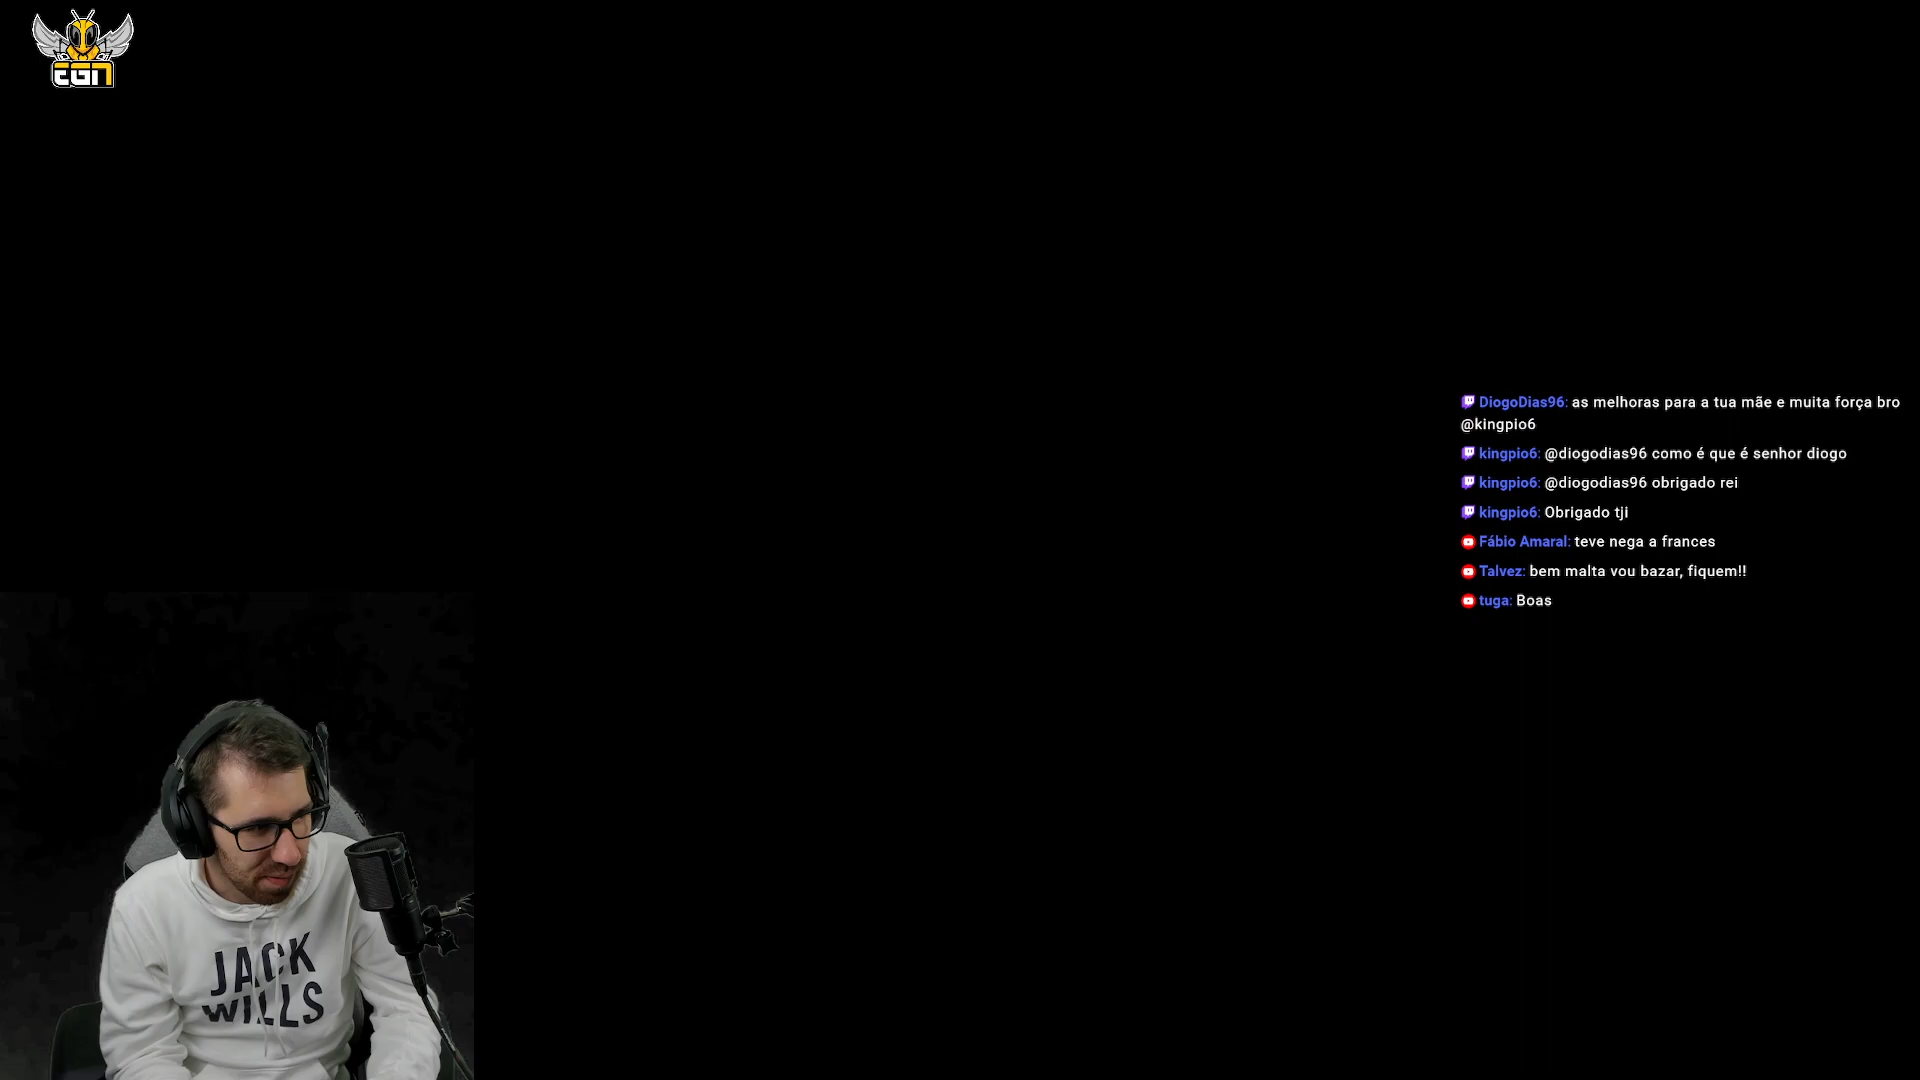 EGN
DiogoDias96: as melhoras para a tua mãe e muita força bro
@kingpio6
kingpio6: @diogodias96 como é que é senhor diogo
kingpio6: @diogodias96 obrigado rei
kingpio6: Obrigado tji
Fábio Amaral: teve nega a frances
Talvez: bem malta vou bazar, fiquem!!
tuga: Boas
JACK
WILLS